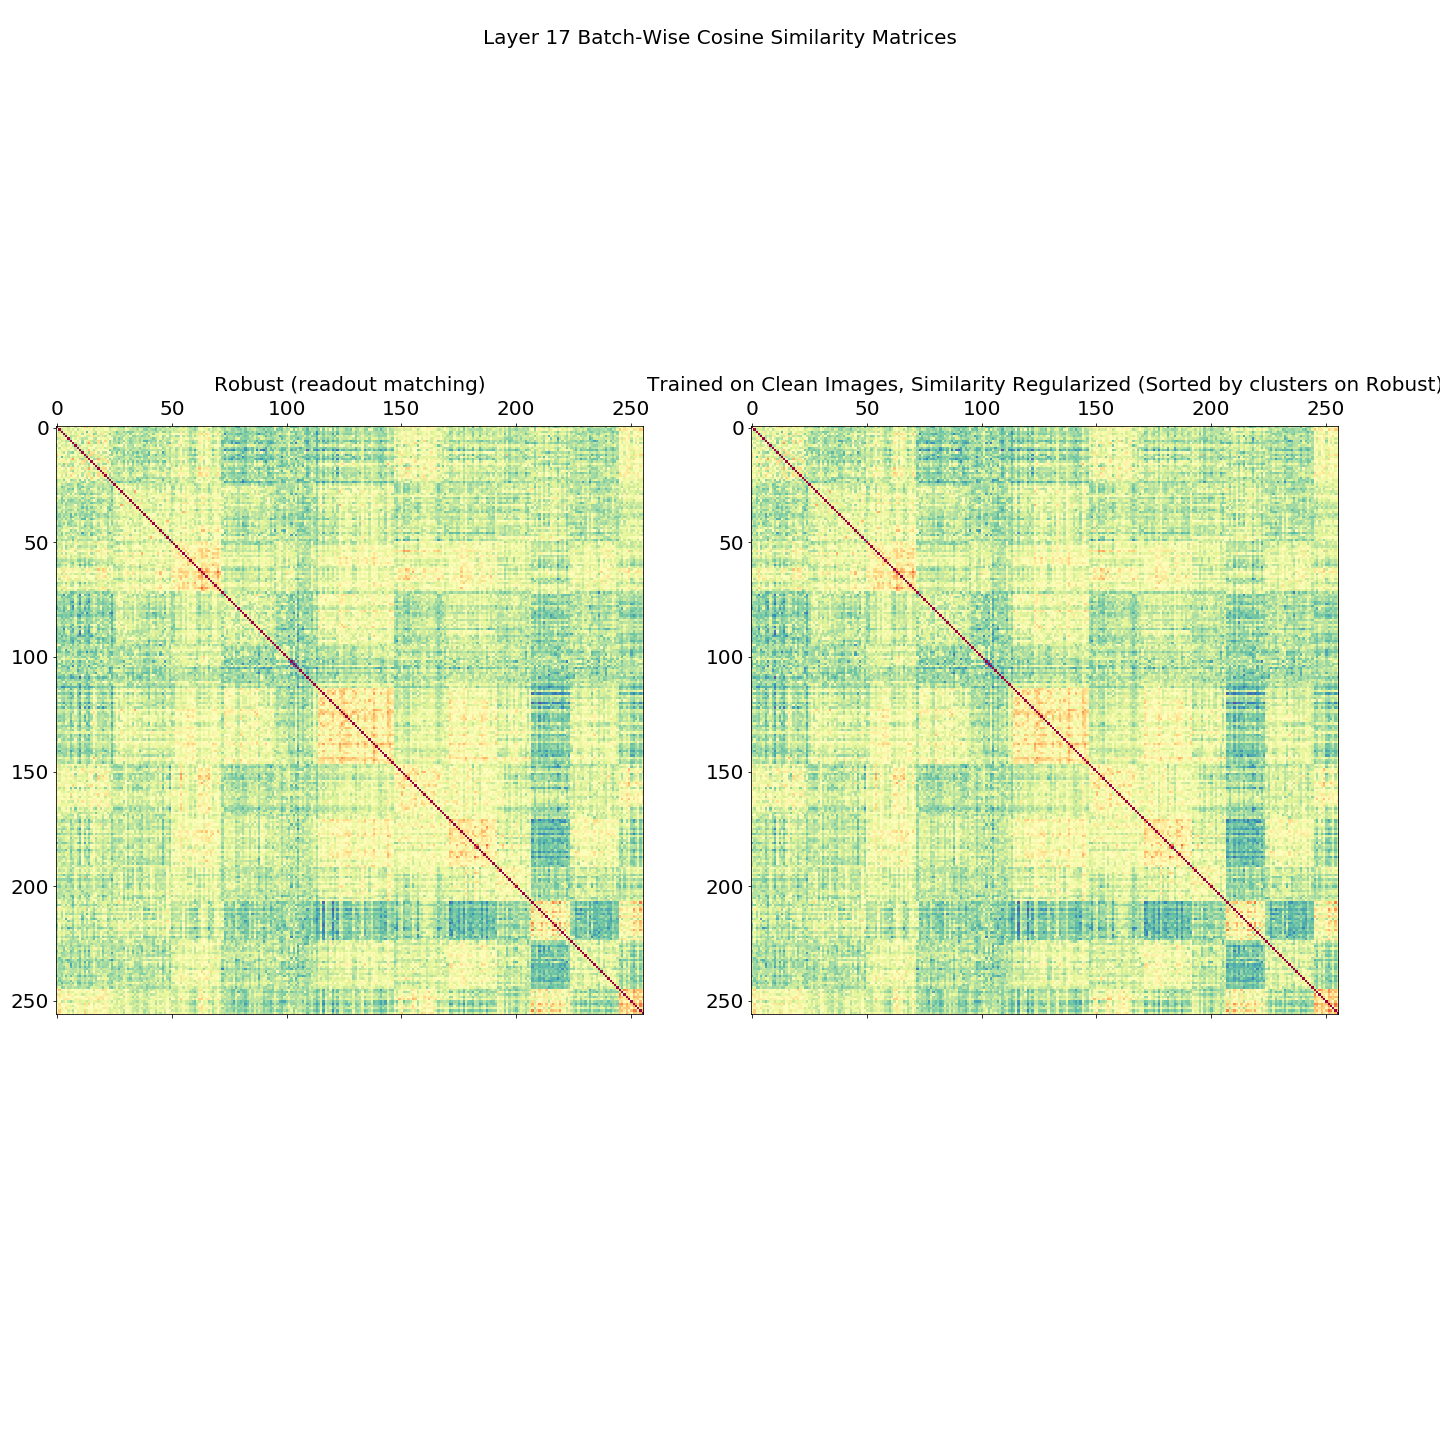 Layer 17 Batch-Wise Cosine Similarity Matrices
Robust (readout matching)
Trained on Clean Images, Similarity Regularized (Sorted by clusters on Robust)
0 50 100 150 200 250
0 50 100 150 200 250
0
50
100
150
200
250
0
50
100
150
200
250